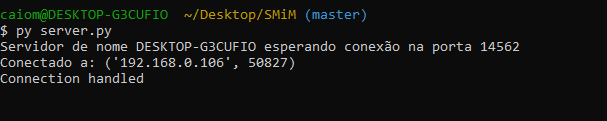 caiom@DESKTOP-G3CUFIO ~/Desktop/SMiM (master)
$ py server.py
Servidor de nome DESKTOP-G3CUFIO esperando conexão na porta 14562
Conectado a: ('192.168.0.106', 50827)
Connection handled